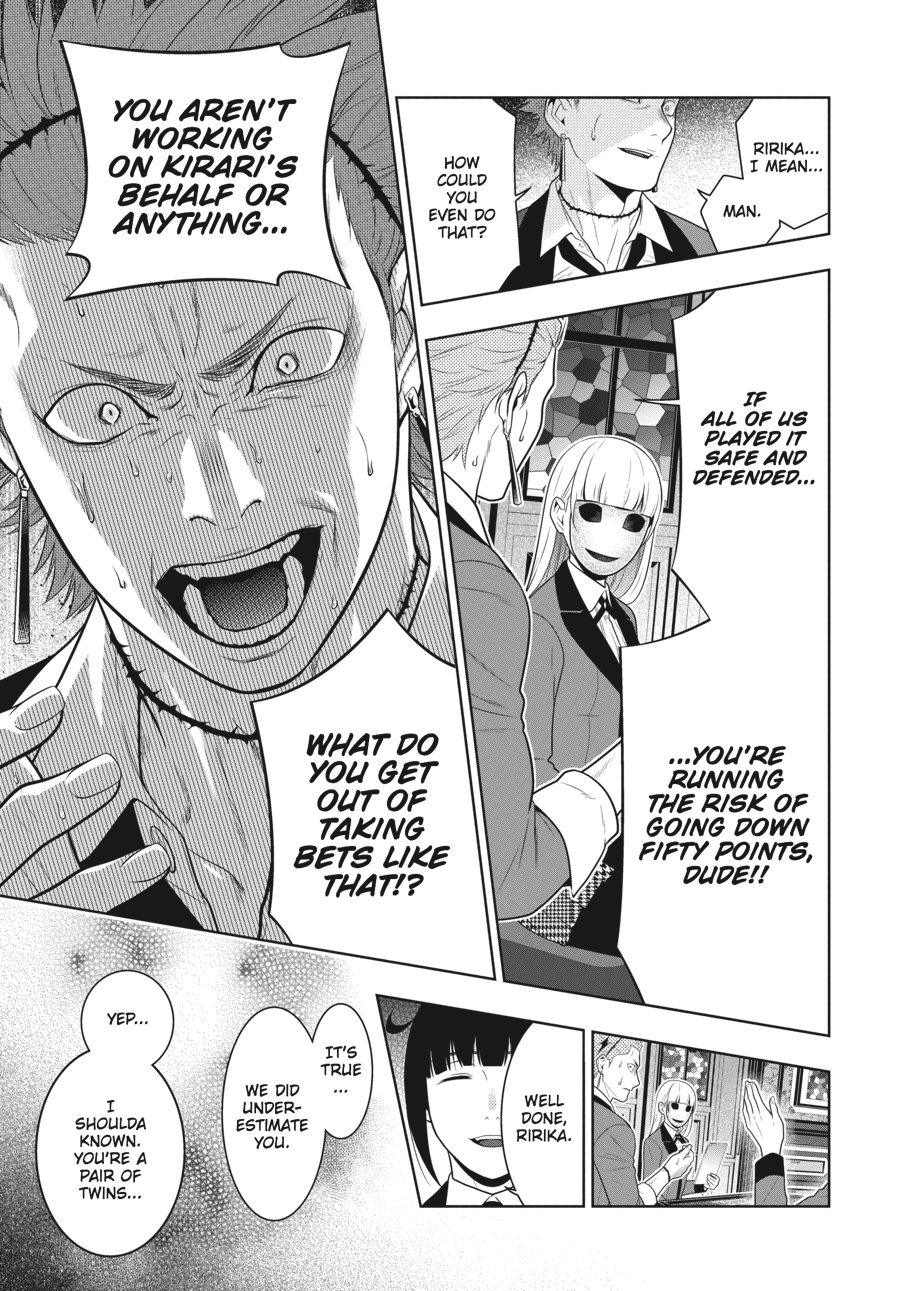 RIRIKA...
I MEAN...
MAN.
HOW
COULD
YOU
EVEN DO
THAT?
IF
ALL OF US
PLAYED IT
SAFE AND
DEFENDED...
...YOU'RE
RUNNING
THE RISK OF
GOING DOWN
FIFTY POINTS,
DUDE!!
YOU AREN'T
WORKING
ON KIRARI'S
BEHALF OR
ANYTHING...
WHAT DO
YOU GET
OUT OF
TAKING
BETS LIKE
THAT!?
WELL
DONE,
RIRIKA.
IT'S
TRUE
...
WE DID
UNDER-
ESTIMATE
YOU.
YEP...
I
SHOULDA
KNOWN.
YOU'RE A
PAIR OF
TWINS...